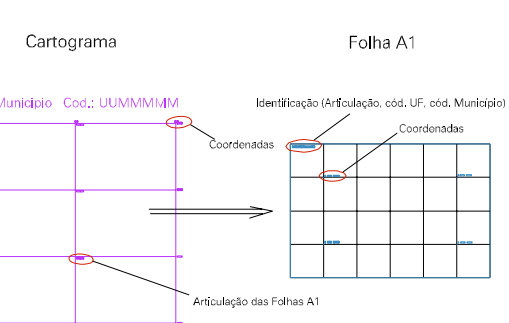 Cartograma
Folha A1
Município Cod.: UUMMMMM
Identificação (Articulação, cód. UF, cód. Município)
Coordenadas
Coordenadas
Articulação das Folhas A1